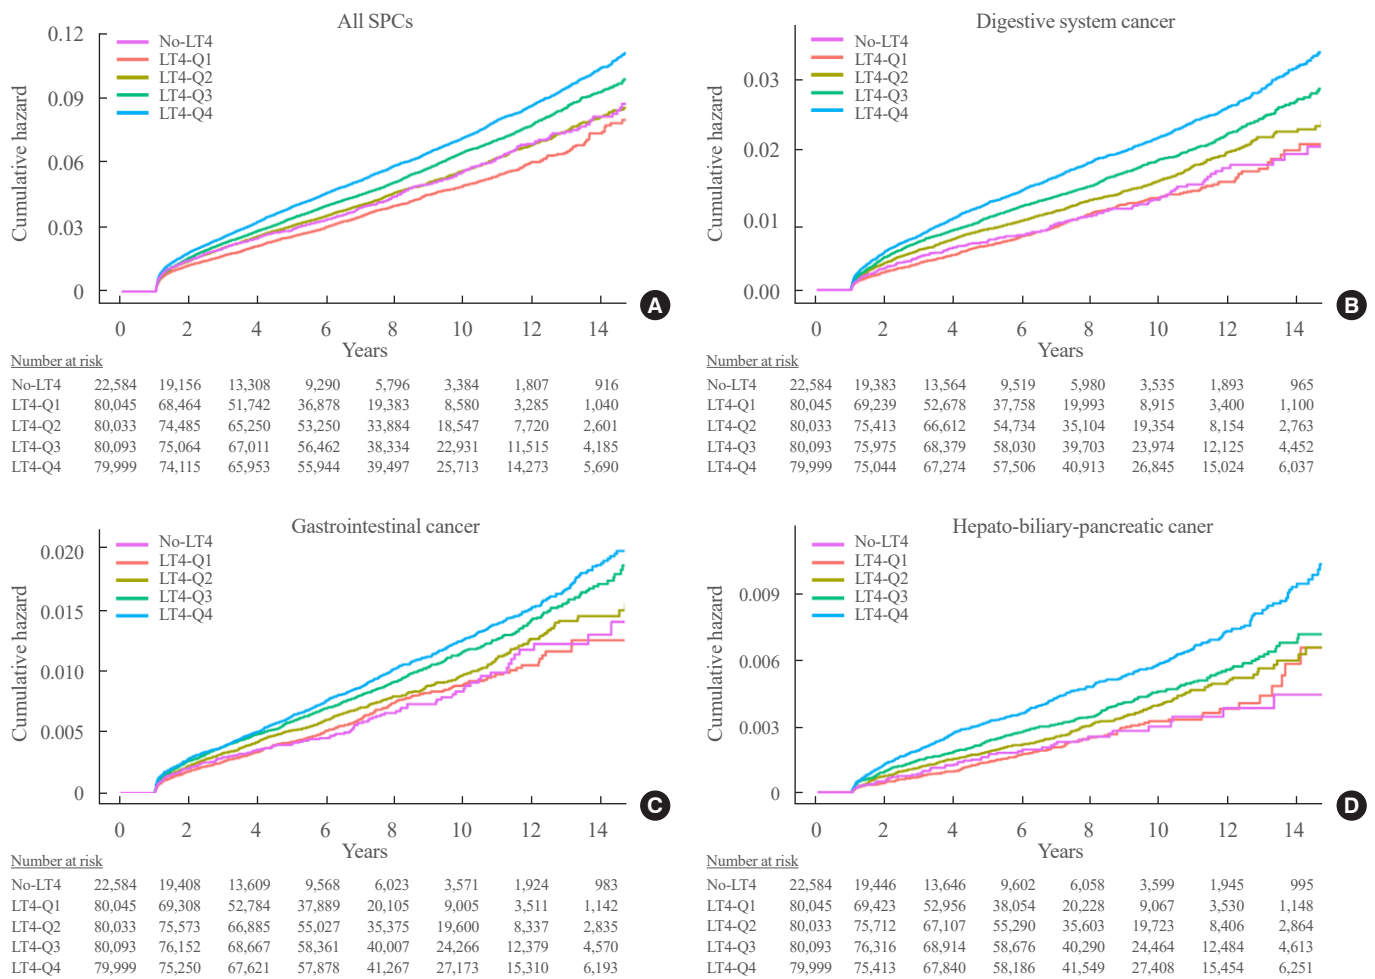 All SPCs
Cumulative hazard
0.12
0.09
0.06
0.03
0
No-LT4
LT4-Q1
LT4-Q2
LT4-Q3
LT4-Q4
0 2 4 6 8 10 12 14
Years
A
Number at risk
No-LT4 22,584 19,156 13,308 9,290 5,796 3,384 1,807 916
LT4-Q1 80,045 68,464 51,742 36,878 19,383 8,580 3,285 1,040
LT4-Q2 80,033 74,485 65,250 53,250 33,884 18,547 7,720 2,601
LT4-Q3 80,093 75,064 67,011 56,462 38,334 22,931 11,515 4,185
LT4-Q4 79,999 74,115 65,953 55,944 39,497 25,713 14,273 5,690
Digestive system cancer
Cumulative hazard
0.03
0.02
0.01
0.00
No-LT4
LT4-Q1
LT4-Q2
LT4-Q3
LT4-Q4
0 2 4 6 8 10 12 14
Years
B
Number at risk
No-LT4 22,584 19,383 13,564 9,519 5,980 3,535 1,893 965
LT4-Q1 80,045 69,239 52,678 37,758 19,993 8,915 3,400 1,100
LT4-Q2 80,033 75,413 66,612 54,734 35,104 19,354 8,154 2,763
LT4-Q3 80,093 75,975 68,379 58,030 39,703 23,974 12,125 4,452
LT4-Q4 79,999 75,044 67,274 57,506 40,913 26,845 15,024 6,037
Gastrointestinal cancer
Cumulative hazard
0.020
0.015
0.010
0.005
0
No-LT4
LT4-Q1
LT4-Q2
LT4-Q3
LT4-Q4
0 2 4 6 8 10 12 14
Years
C
Number at risk
No-LT4 22,584 19,408 13,609 9,568 6,023 3,571 1,924 983
LT4-Q1 80,045 69,308 52,784 37,889 20,105 9,005 3,511 1,142
LT4-Q2 80,033 75,573 66,885 55,027 35,375 19,600 8,337 2,835
LT4-Q3 80,093 76,152 68,667 58,361 40,007 24,266 12,379 4,570
LT4-Q4 79,999 75,250 67,621 57,878 41,267 27,173 15,310 6,193
Hepato-biliary-pancreatic caner
Cumulative hazard
0.009
0.006
0.003
0
No-LT4
LT4-Q1
LT4-Q2
LT4-Q3
LT4-Q4
0 2 4 6 8 10 12 14
Years
D
Number at risk
No-LT4 22,584 19,446 13,646 9,602 6,058 3,599 1,945 995
LT4-Q1 80,045 69,423 52,956 38,054 20,228 9,067 3,530 1,148
LT4-Q2 80,033 75,712 67,107 55,290 35,603 19,723 8,406 2,864
LT4-Q3 80,093 76,316 68,914 58,676 40,290 24,464 12,484 4,613
LT4-Q4 79,999 75,413 67,840 58,186 41,549 27,408 15,454 6,251